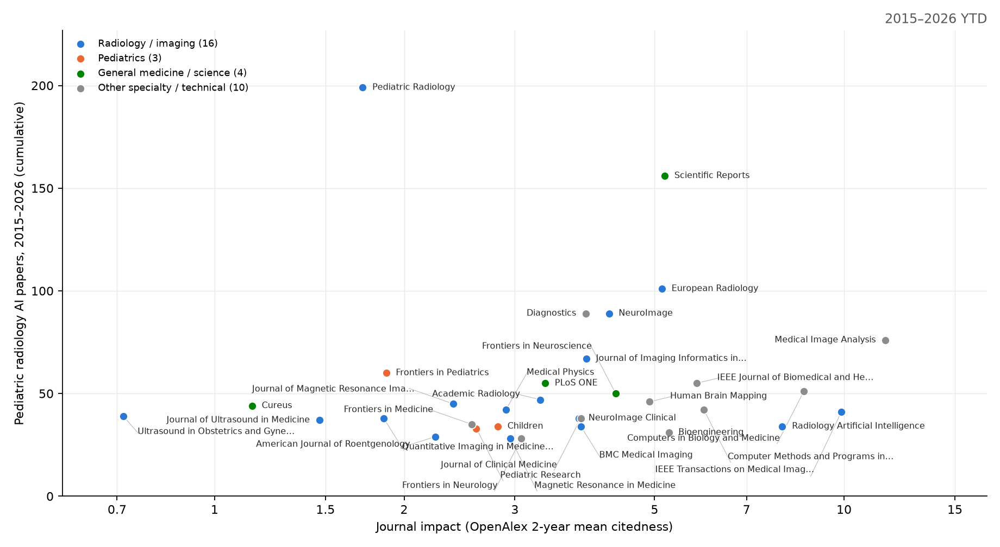 2015–2026 YTD
Radiology / imaging (16)
Pediatrics (3)
General medicine / science (4)
Other specialty / technical (10)
Pediatric radiology AI papers, 2015–2026 (cumulative)
200
150
100
50
0
Pediatric Radiology
Scientific Reports
European Radiology
Diagnostics
NeuroImage
Medical Image Analysis
Frontiers in Neuroscience
Journal of Imaging Informatics in...
Frontiers in Pediatrics
Medical Physics
IEEE Journal of Biomedical and He...
PLoS ONE
Journal of Magnetic Resonance Ima...
Academic Radiology
Human Brain Mapping
Cureus
Frontiers in Medicine
Journal of Ultrasound in Medicine
NeuroImage Clinical
Children
Radiology Artificial Intelligence
Ultrasound in Obstetrics and Gyne...
Bioengineering
Computers in Biology and Medicine
American Journal of Roentgenology
Quantitative Imaging in Medicine...
BMC Medical Imaging
Computer Methods and Programs in...
Journal of Clinical Medicine
IEEE Transactions on Medical Imag...
Pediatric Research
Frontiers in Neurology
Magnetic Resonance in Medicine
0.7
1
1.5
2
3
5
7
10
15
Journal impact (OpenAlex 2-year mean citedness)